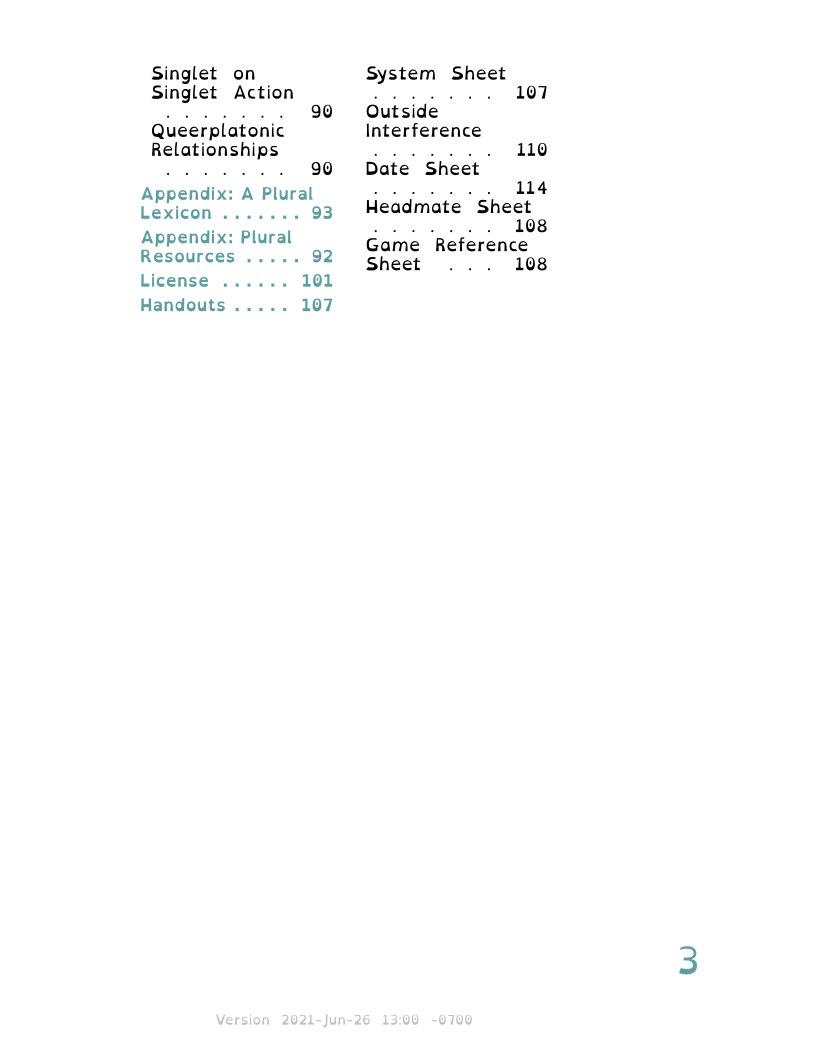 Singlet on
Singlet Action
. . . . . . . 90
Queerplatonic
Relationships
. . . . . . . 90
Appendix: A Plural
Lexicon ....... 93
Appendix: Plural
Resources ..... 92
License ...... 101
Handouts ..... 107
System Sheet
. . . . . . . 107
Outside
Interference
. . . . . . . 110
Date Sheet
. . . . . . . 114
Headmate Sheet
. . . . . . . 108
Game Reference
Sheet . . . 108
3
Version 2021-Jun-26 13:00 -0700